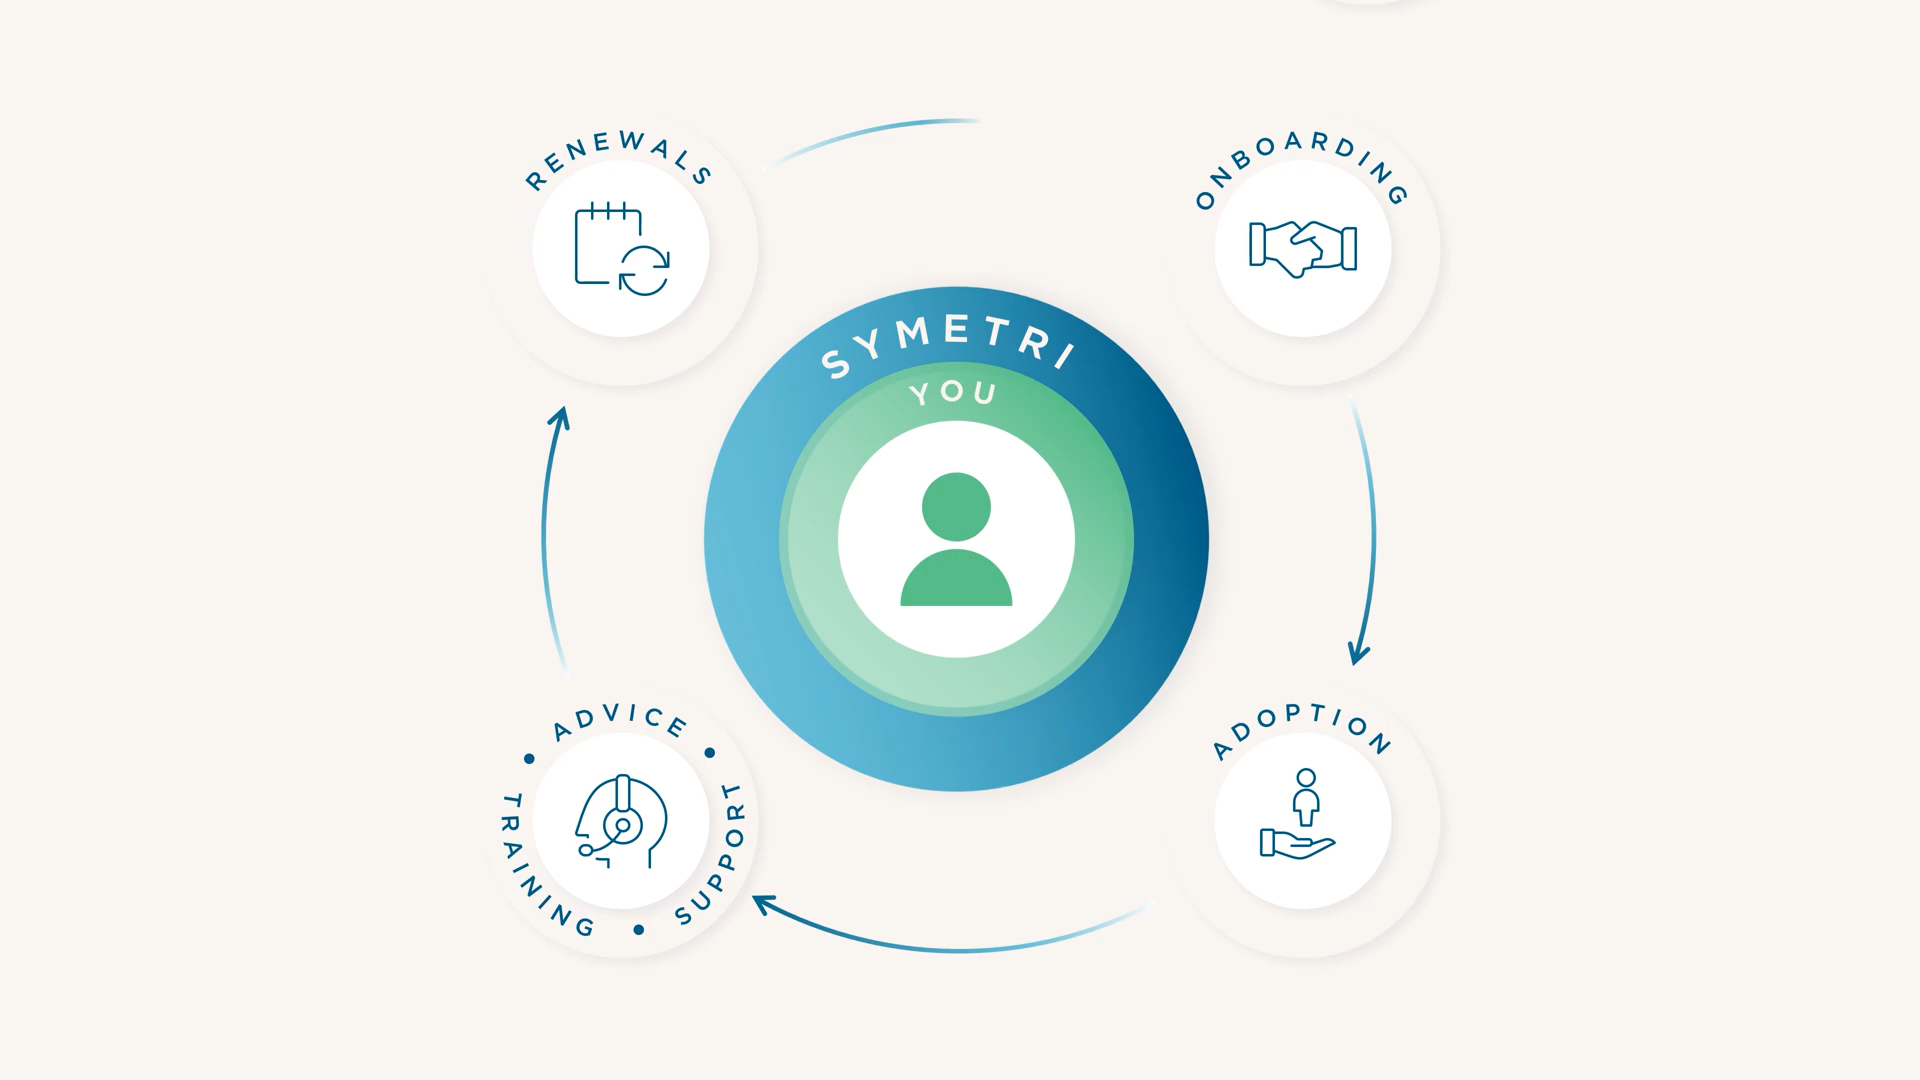 RENEWALS
ONBOARDING
SYMETRI
YOU
ADVICE
TRAINING
SUPPORT
ADOPTION